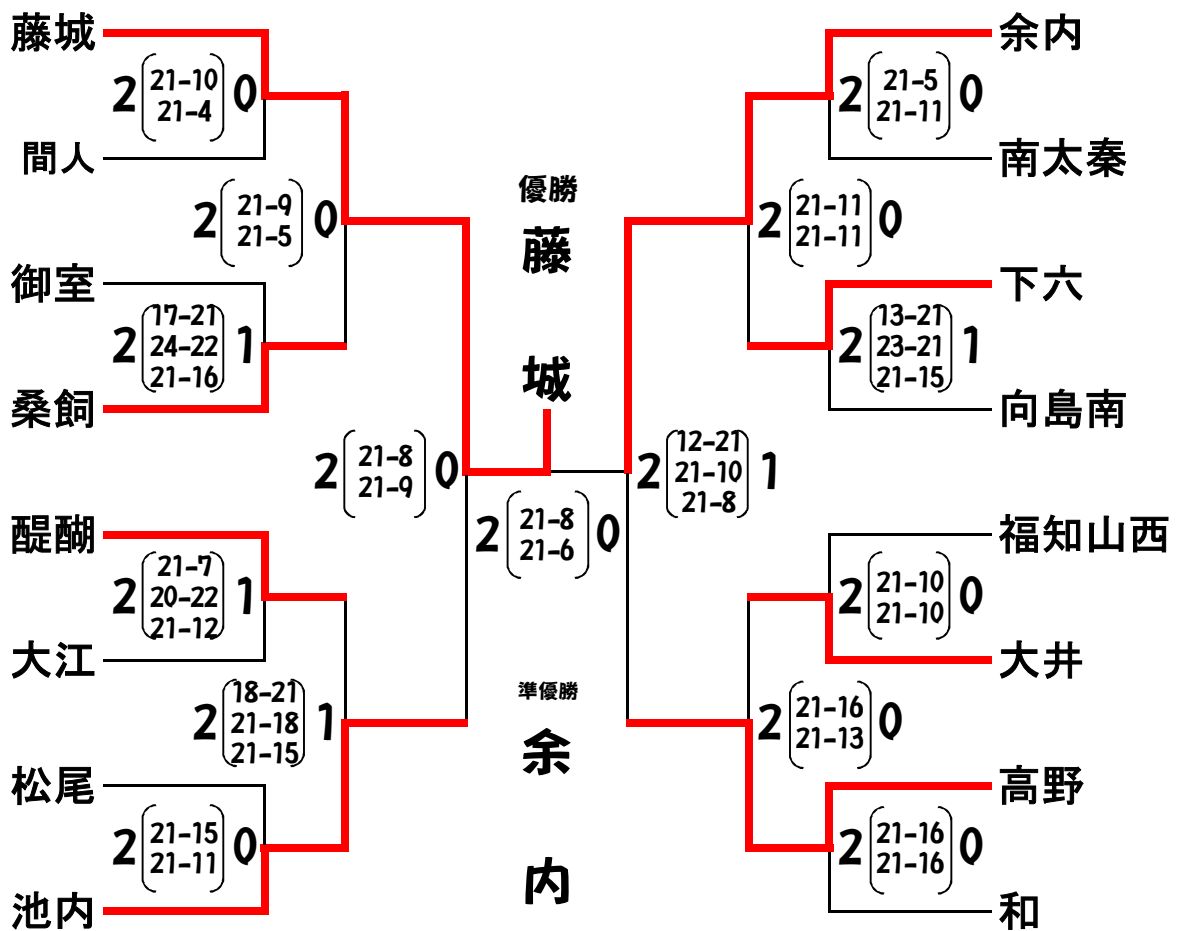 藤城
2 21-10 0
21-4
間人
2 21-9 0
21-5
御室
2 17-21 1
24-22
21-16
桑飼
2 21-8 0
21-9
醍醐
2 21-7 1
20-22
21-12
大江
2 18-21 1
21-18
21-15
松尾
2 21-15 0
21-11
池内
優勝
藤
城
2 21-8 0
21-6
準優勝
余
内
余内
2 21-5 0
21-11
南太秦
2 21-11 0
21-11
下六
2 13-21 1
23-21
21-15
向島南
2 12-21 1
21-10
21-8
福知山西
2 21-10 0
21-10
大井
2 21-16 0
21-13
高野
2 21-16 0
21-16
和